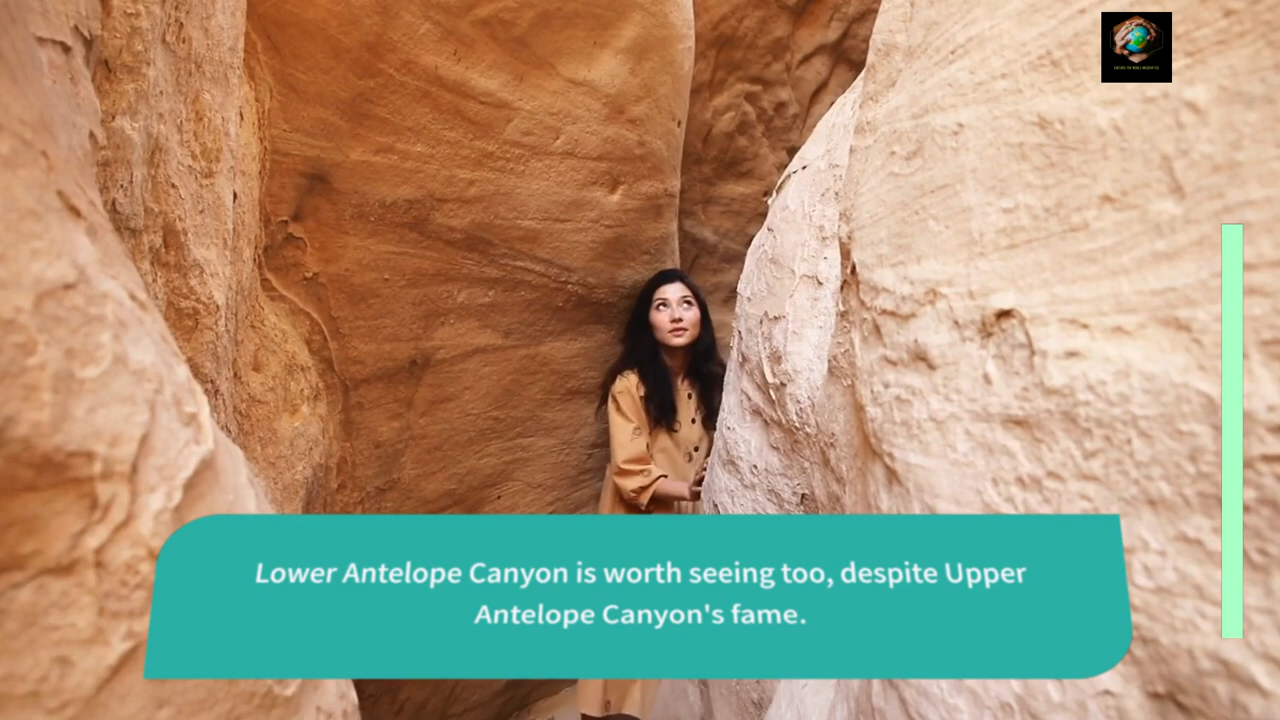 Lower Antelope Canyon is worth seeing too, despite Upper
Antelope Canyon's fame.